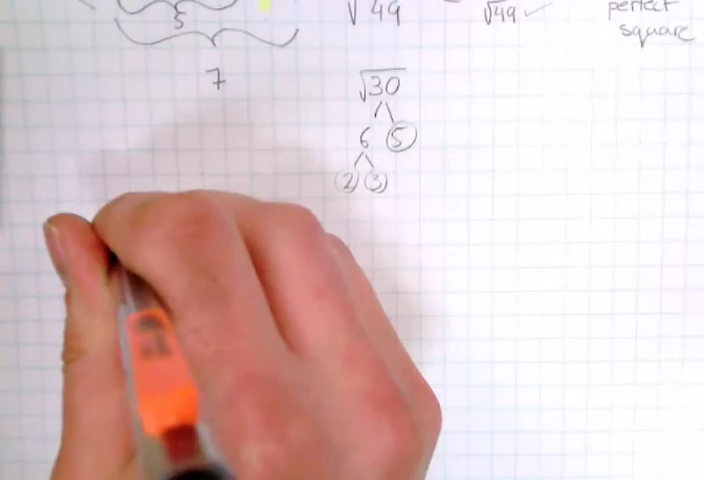 5 √49 √49 ✓ perfect
square
7
√30
6 5
2 3